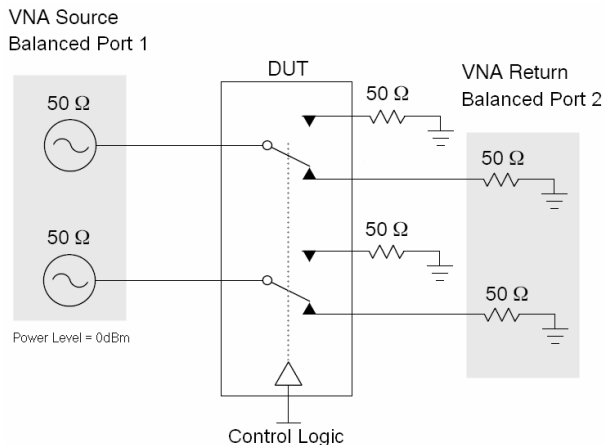 VNA Source
Balanced Port 1
DUT
VNA Return
Balanced Port 2
50 Ω
50 Ω
50 Ω
50 Ω
50 Ω
50 Ω
Power Level = 0dBm
Control Logic